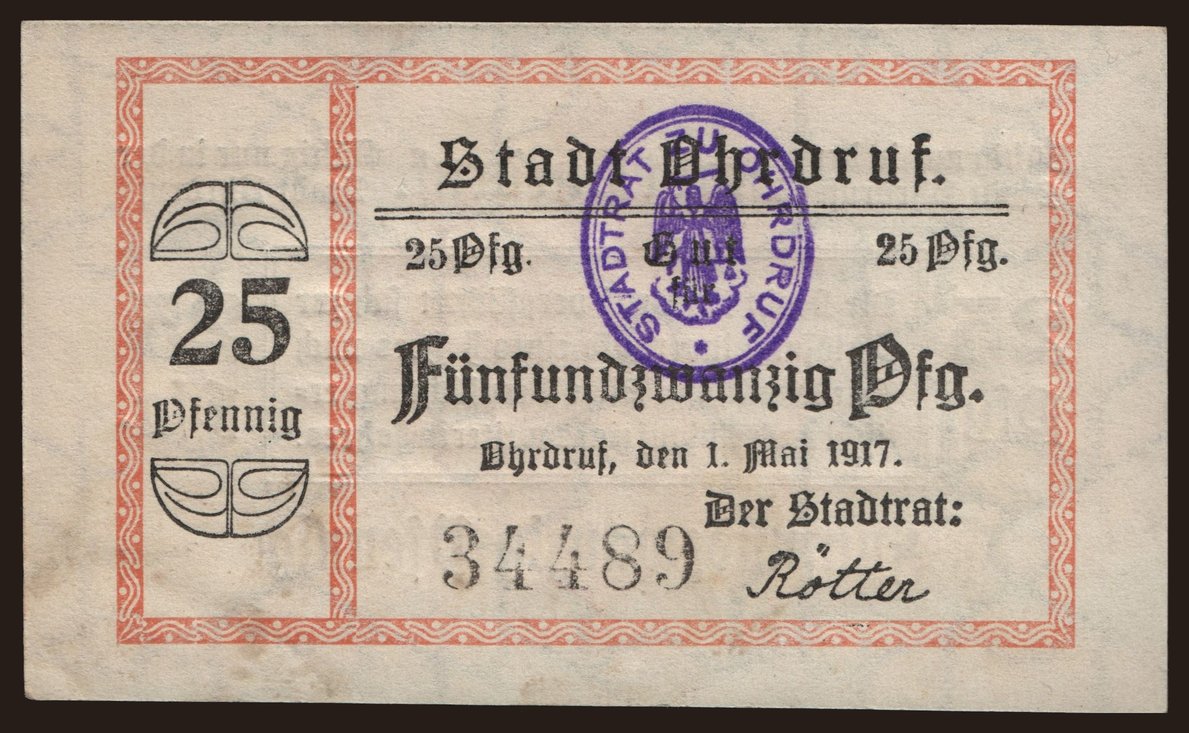 Stadt Ohrdruf.
25 Pfg. Gut 25 Pfg.
für
Fünfundzwanzig Pfg.
Ohrdruf, den 1. Mai 1917.
Der Stadtrat:
Rötter
34489
25
Pfennig
STADTRAT ZU OHRDRUF *